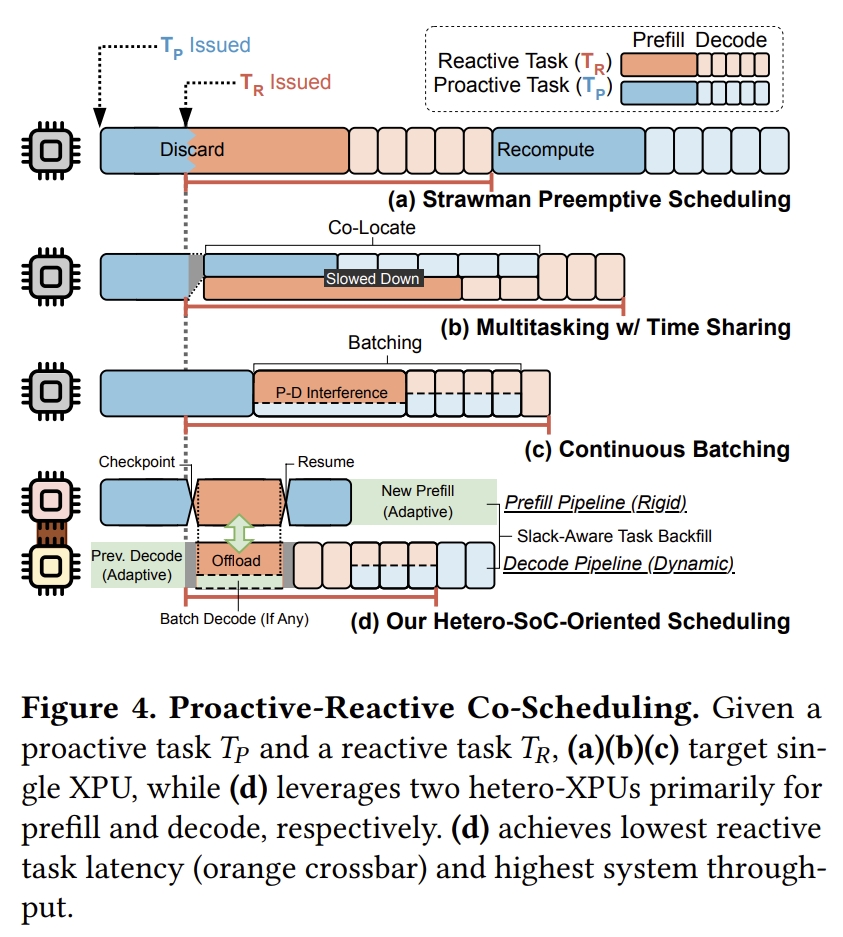 Prefill Decode
T_P Issued
Reactive Task (T_R)
Proactive Task (T_P)
T_R Issued
Discard
Recompute
(a) Strawman Preemptive Scheduling
Co-Locate
Slowed Down
(b) Multitasking w/ Time Sharing
Batching
P-D Interference
(c) Continuous Batching
Checkpoint
Resume
New Prefill
(Adaptive)
Prefill Pipeline (Rigid)
Slack-Aware Task Backfill
Prev. Decode
(Adaptive)
Offload
Decode Pipeline (Dynamic)
Batch Decode (If Any)
(d) Our Hetero-SoC-Oriented Scheduling
Figure 4. Proactive-Reactive Co-Scheduling. Given a
proactive task T_P and a reactive task T_R, (a)(b)(c) target sin-
gle XPU, while (d) leverages two hetero-XPUs primarily for
prefill and decode, respectively. (d) achieves lowest reactive
task latency (orange crossbar) and highest system through-
put.